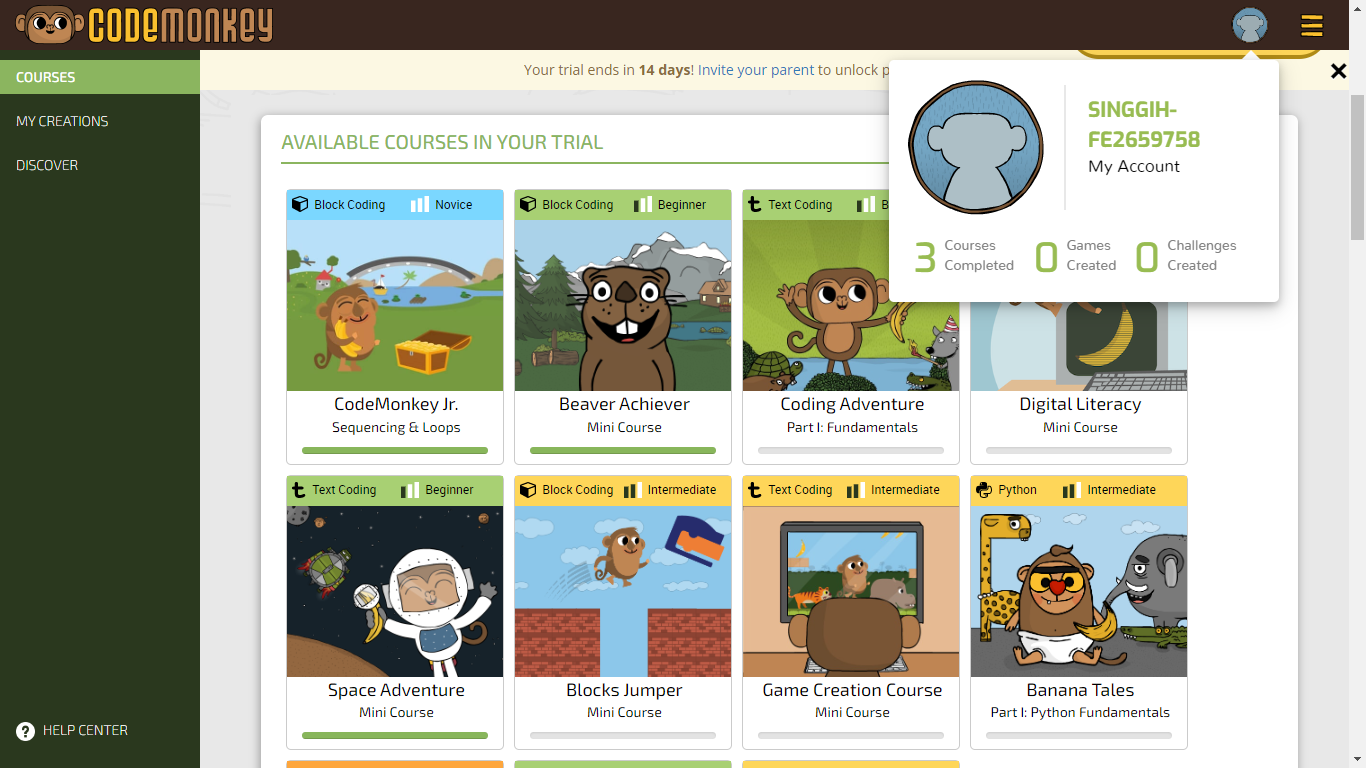 CODEMONKEY
COURSES
MY CREATIONS
DISCOVER
HELP CENTER
Your trial ends in 14 days! Invite your parent to unlock p
SINGGIH-
FE2659758
My Account
3 Courses Completed
0 Games Created
0 Challenges Created
AVAILABLE COURSES IN YOUR TRIAL
Block Coding Novice
CodeMonkey Jr.
Sequencing & Loops
Block Coding Beginner
Beaver Achiever
Mini Course
Text Coding B
Coding Adventure
Part I: Fundamentals
Digital Literacy
Mini Course
Text Coding Beginner
Space Adventure
Mini Course
Block Coding Intermediate
Blocks Jumper
Mini Course
Text Coding Intermediate
Game Creation Course
Mini Course
Python Intermediate
Banana Tales
Part I: Python Fundamentals